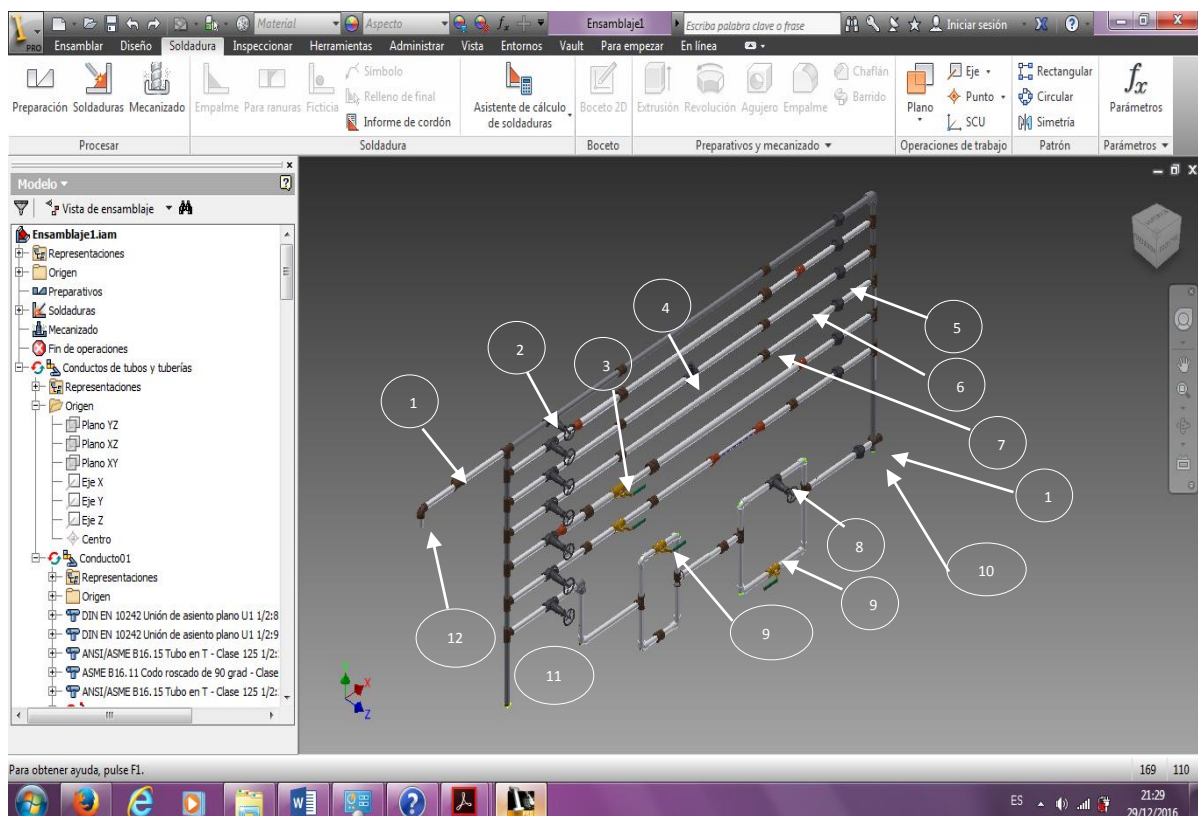 Material
Aspecto
Ensamblaje1
Escriba palabra clave o frase
Iniciar sesión
PRO
Ensamblar Diseño Soldadura Inspeccionar Herramientas Administrar Vista Entornos Vault Para empezar En línea
Preparación Soldaduras Mecanizado
Empalme Para ranuras Ficticia
Símbolo
Relleno de final
Informe de cordón
Asistente de cálculo
de soldaduras
Boceto 2D
Extrusión Revolución Agujero Empalme
Chaflán
Barrido
Plano
Eje
Punto
SCU
Rectangular
Circular
Simetría
fx
Parámetros
Procesar
Soldadura
Boceto
Preparativos y mecanizado
Operaciones de trabajo
Patrón
Parámetros
Modelo
Vista de ensamblaje
Ensamblaje1.iam
Representaciones
Origen
Preparativos
Soldaduras
Mecanizado
Fin de operaciones
Conductos de tubos y tuberías
Representaciones
Origen
Plano YZ
Plano XZ
Plano XY
Eje X
Eje Y
Eje Z
Centro
Conducto01
Representaciones
Origen
DIN EN 10242 Unión de asiento plano U1 1/2:8
DIN EN 10242 Unión de asiento plano U1 1/2:9
ANSI/ASME B16.15 Tubo en T - Clase 125 1/2:
ASME B16.11 Codo roscado de 90 grad - Clase
ANSI/ASME B16.15 Tubo en T - Clase 125 1/2:
4
5
2
3
6
1
7
1
8
10
9
9
12
11
X
Z
Para obtener ayuda, pulse F1.
169 110
ES
21:29
29/12/2016